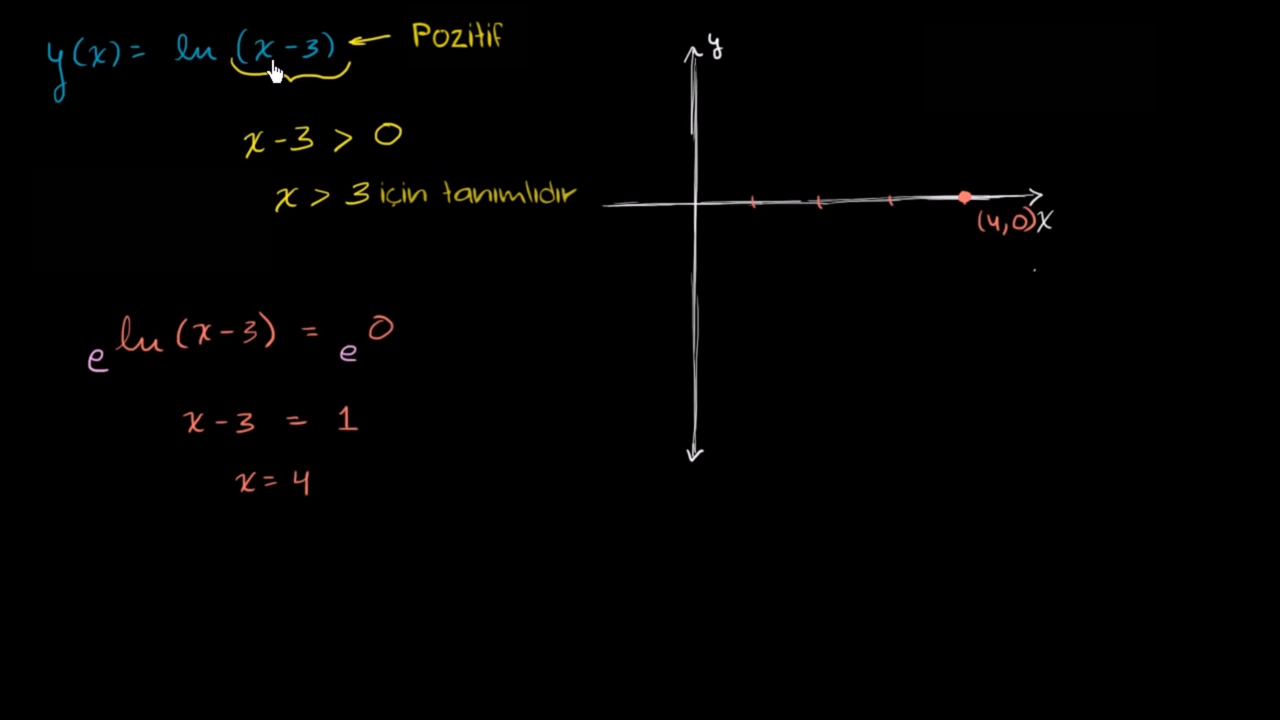 y(x) = ln (x-3) ← Pozitif
x-3 > 0
x > 3 için tanımlıdır
e^ln(x-3) = e^0
x-3 = 1
x = 4
y
(4,0) x